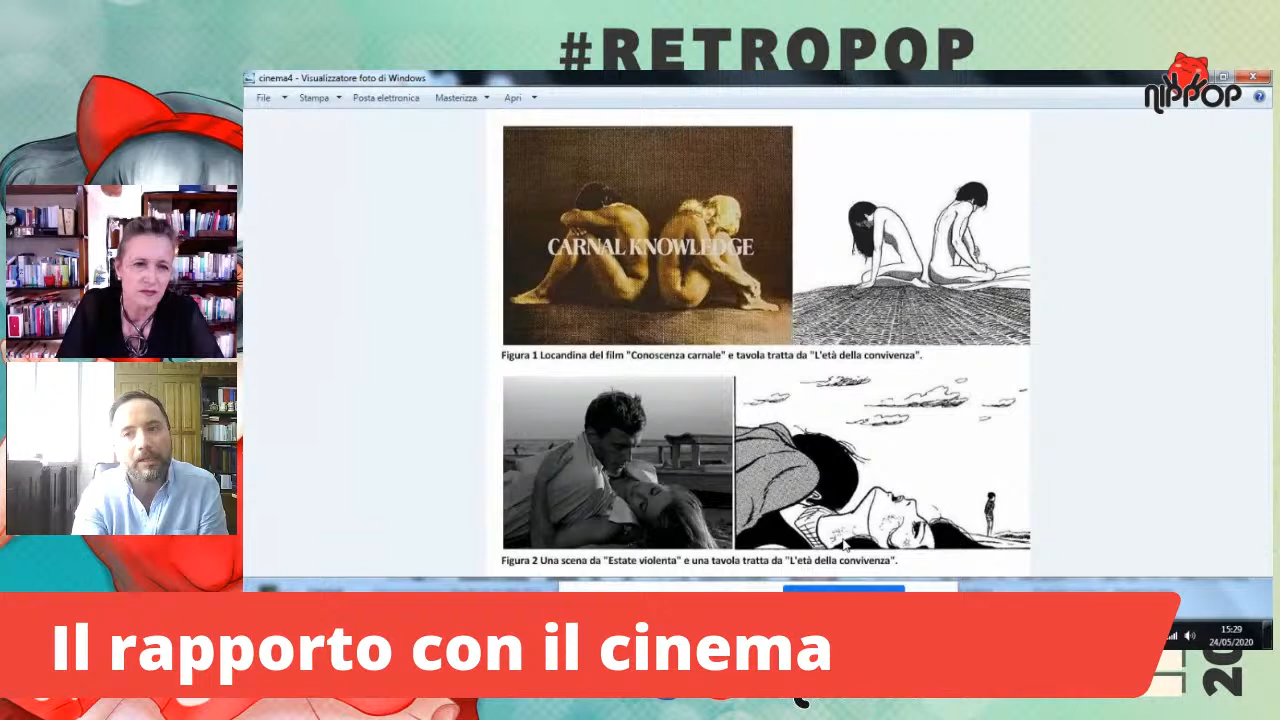 #RETROPOP
NIPPOP
cinema4 - Visualizzatore foto di Windows
File Stampa Posta elettronica Masterizza Apri
CARNAL KNOWLEDGE
Figura 1 Locandina del film "Conoscenza carnale" e tavola tratta da "L'età della convivenza".
Figura 2 Una scena da "Estate violenta" e una tavola tratta da "L'età della convivenza".
Il rapporto con il cinema
15:29
24/05/2020